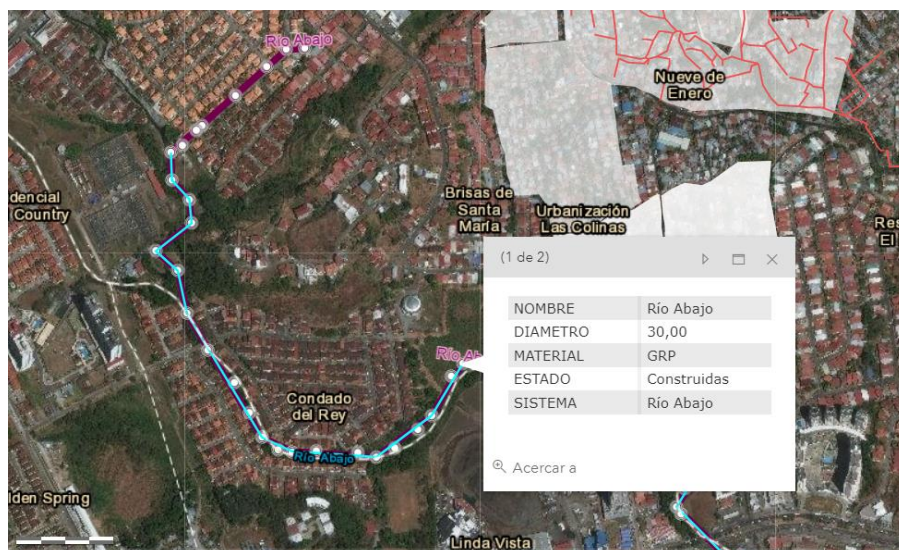 Río Abajo
Nueve de
Enero
dencial
Country
Brisas de
Santa
María
Urbanización
Las Colinas
Res
El
(1 de 2)
NOMBRE Río Abajo
DIAMETRO 30,00
MATERIAL GRP
ESTADO Construidas
SISTEMA Río Abajo
Acercar a
Río Ab
Condado
del Rey
Río Abajo
lden Spring
Linda Vista